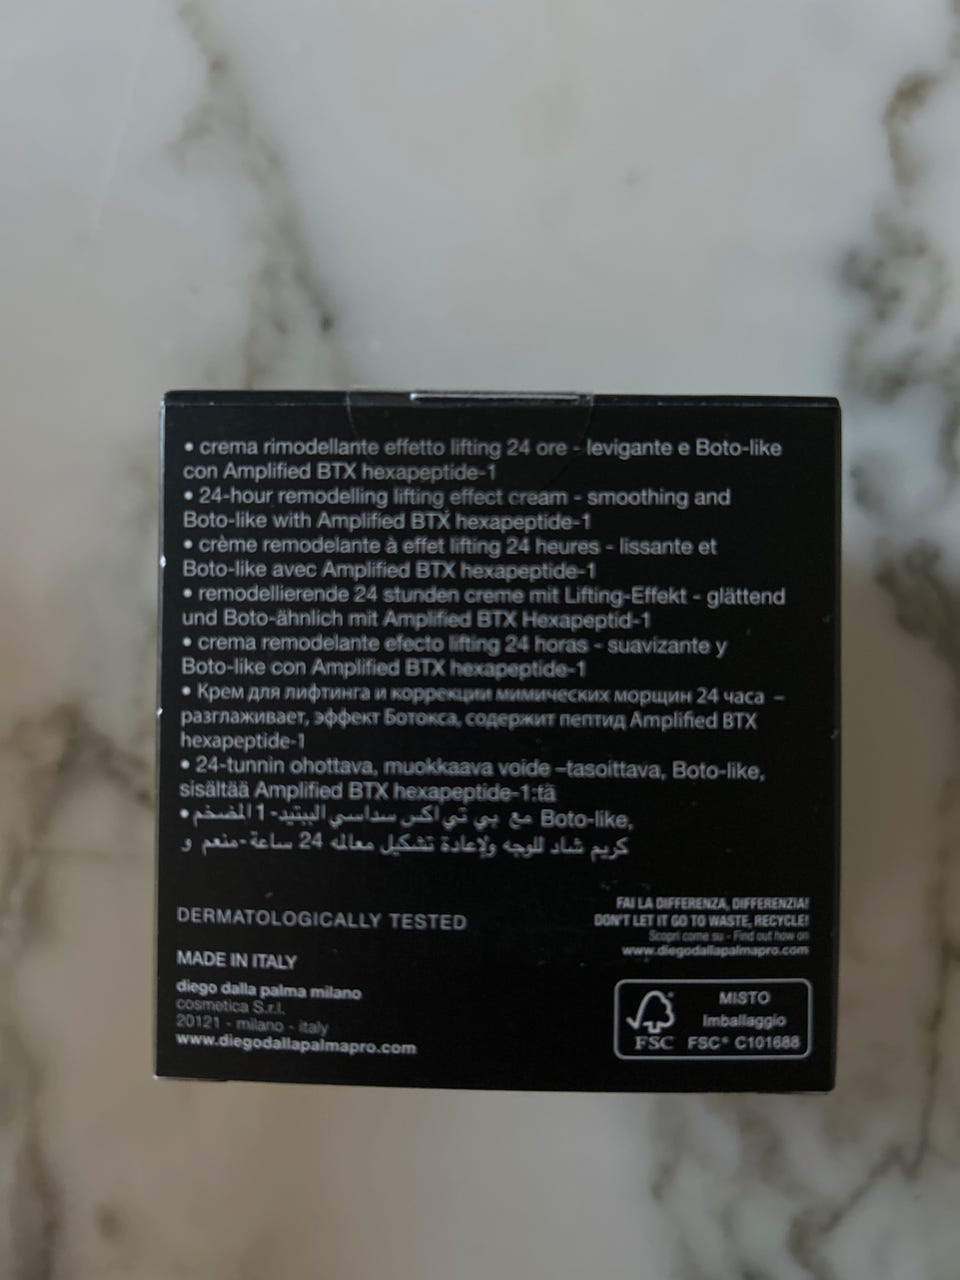 • crema rimodellante effetto lifting 24 ore - levigante e Boto-like
con Amplified BTX hexapeptide-1
• 24-hour remodelling lifting effect cream - smoothing and
Boto-like with Amplified BTX hexapeptide-1
• crème remodelante à effet lifting 24 heures - lissante et
Boto-like avec Amplified BTX hexapeptide-1
• remodellierende 24 stunden creme mit Lifting-Effekt - glättend
und Boto-ähnlich mit Amplified BTX Hexapeptid-1
• crema remodelante efecto lifting 24 horas - suavizante y
Boto-like con Amplified BTX hexapeptide-1
• Крем для лифтинга и коррекции мимических морщин 24 часа –
разглаживает, эффект Ботокса, содержит пептид Amplified BTX
hexapeptide-1
• 24-tunnin ohottava, muokkaava voide –tasoittava, Boto-like,
sisältää Amplified BTX hexapeptide-1:tä
• Boto-like, مع بي تي اكس سداسي الببتيد-1 المضخم
كريم شاد للوجه ولإعادة تشكيل معالمه 24 ساعة-منعم و
DERMATOLOGICALLY TESTED
MADE IN ITALY
diego dalla palma milano
cosmetica S.r.l.
20121 - milano - italy
www.diegodallapalmapro.com
FAI LA DIFFERENZA, DIFFERENZIA!
DON'T LET IT GO TO WASTE, RECYCLE!
Scopri come su - Find out how on
www.diegodallapalmapro.com
MISTO
Imballaggio
FSC FSC® C101688